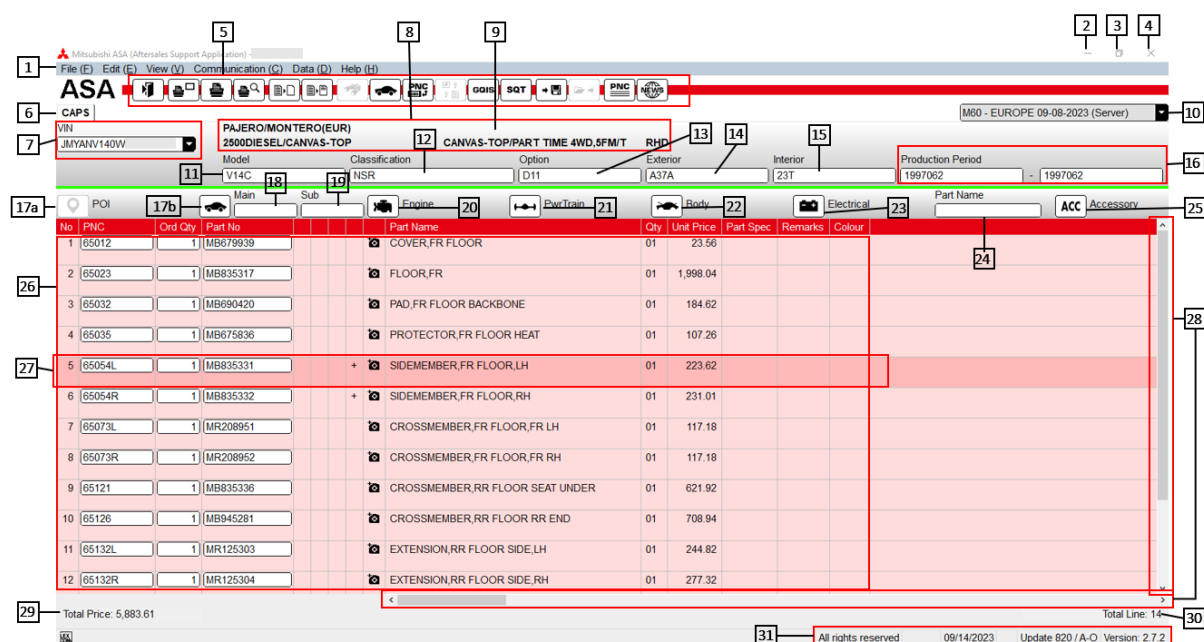 5 8 9 2 3 4
Mitsubishi ASA (Aftersales Support Application) -
1 File (F) Edit (E) View (V) Communication (C) Data (D) Help (H)
ASA PNC GQIS SQT PNC NEWS
6 CAPS M60 - EUROPE 09-08-2023 (Server) 10
VIN PAJERO/MONTERO(EUR)
7 JMYANV140W 2500DIESEL/CANVAS-TOP 12 CANVAS-TOP/PART TIME 4WD,5FM/T RHD 13 14 15
Model Classification Option Exterior Interior Production Period 16
11 V14C NSR D11 A37A 23T 1997062 - 1997062
17a POI 17b Main 18 Sub 19 Engine 20 PwrTrain 21 Body 22 Electrical 23 Part Name ACC Accessory 25
No PNC Ord Qty Part No Part Name Qty Unit Price Part Spec Remarks Colour 24
1 65012 1 MB679939 COVER,FR FLOOR 01 23.56
26 2 65023 1 MB835317 FLOOR,FR 01 1,998.04
3 65032 1 MB690420 PAD,FR FLOOR BACKBONE 01 184.62
4 65035 1 MB675836 PROTECTOR,FR FLOOR HEAT 01 107.26 28
27 5 65054L 1 MB835331 + SIDEMEMBER,FR FLOOR,LH 01 223.62
6 65054R 1 MB835332 + SIDEMEMBER,FR FLOOR,RH 01 231.01
7 65073L 1 MR208951 CROSSMEMBER,FR FLOOR,FR LH 01 117.18
8 65073R 1 MR208952 CROSSMEMBER,FR FLOOR,FR RH 01 117.18
9 65121 1 MB835336 CROSSMEMBER,RR FLOOR SEAT UNDER 01 621.92
10 65126 1 MB945281 CROSSMEMBER,RR FLOOR RR END 01 708.94
11 65132L 1 MR125303 EXTENSION,RR FLOOR SIDE,LH 01 244.82
12 65132R 1 MR125304 EXTENSION,RR FLOOR SIDE,RH 01 277.32
29 Total Price: 5,883.61 Total Line: 14 30
31 All rights reserved 09/14/2023 Update 820 / A-O Version: 2.7.2